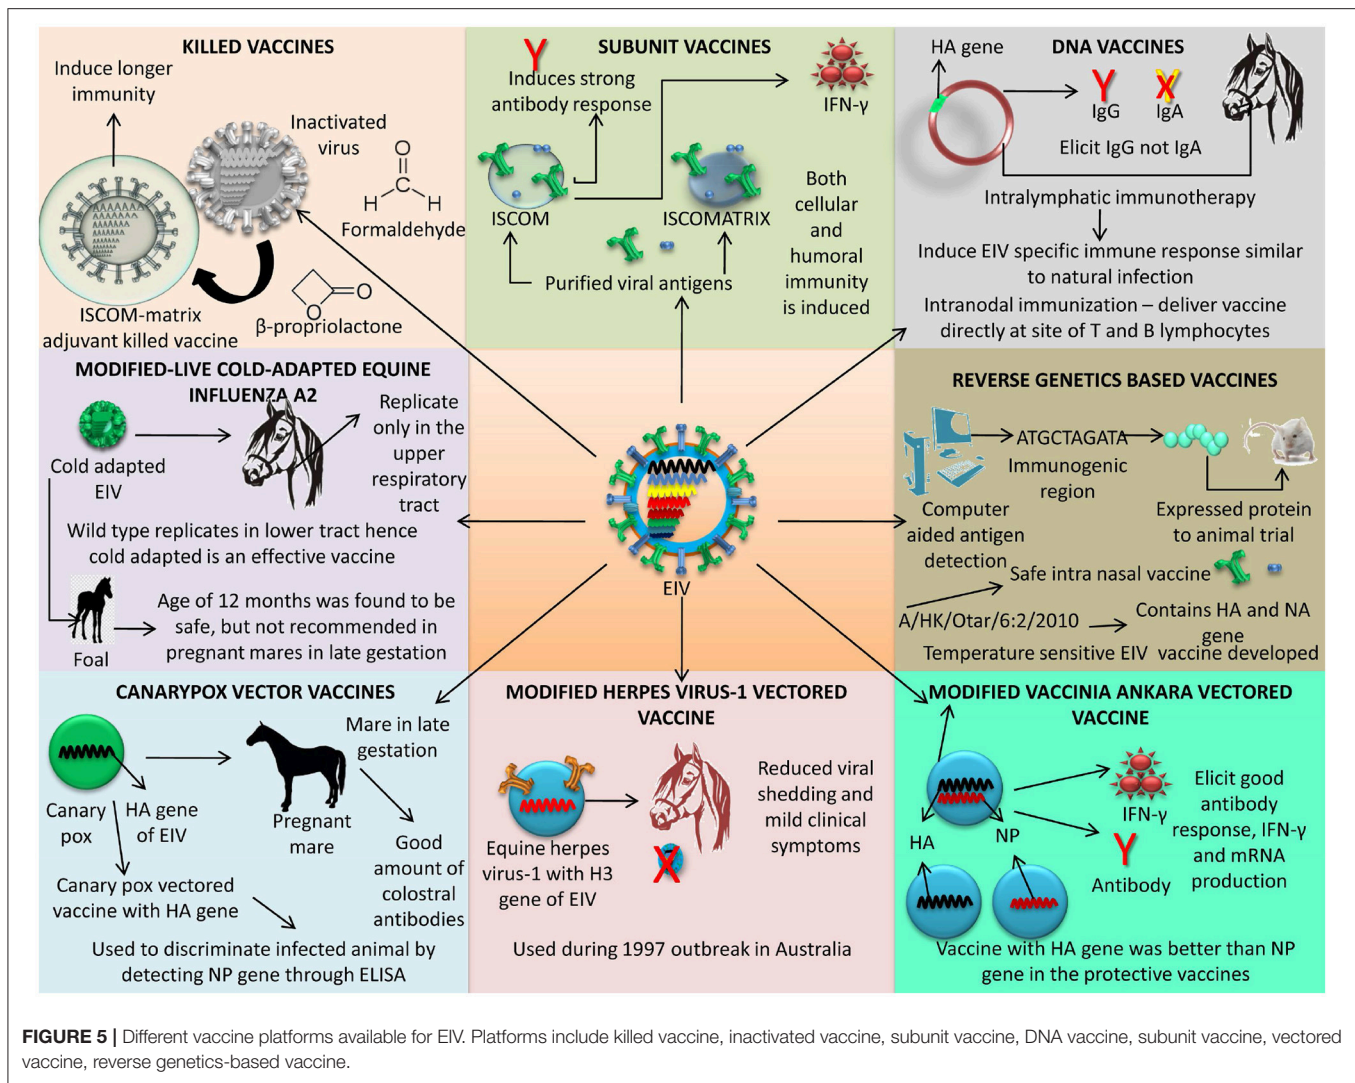 KILLED VACCINES
Induce longer
immunity
Inactivated
virus
O
C
H
H
Formaldehyde
O
O
β-propriolactone
ISCOM-matrix
adjuvant killed vaccine
SUBUNIT VACCINES
Induces strong
antibody response
IFN-γ
ISCOM
ISCOMATRIX
Purified viral antigens
Both
cellular
and
humoral
immunity
is induced
DNA VACCINES
HA gene
IgG
IgA
Elicit IgG not IgA
Intralymphatic immunotherapy
Induce EIV specific immune response similar
to natural infection
Intranodal immunization – deliver vaccine
directly at site of T and B lymphocytes
MODIFIED-LIVE COLD-ADAPTED EQUINE
INFLUENZA A2
Cold adapted
EIV
Replicate
only in the
upper
respiratory
tract
Wild type replicates in lower tract hence
cold adapted is an effective vaccine
Foal
Age of 12 months was found to be
safe, but not recommended in
pregnant mares in late gestation
EIV
REVERSE GENETICS BASED VACCINES
ATGCTAGATA
Immunogenic
region
Computer
aided antigen
detection
Expressed protein
to animal trial
Safe intra nasal vaccine
A/HK/Otar/6:2/2010
Contains HA and NA
gene
Temperature sensitive EIV vaccine developed
CANARYPOX VECTOR VACCINES
Canary
pox
HA gene
of EIV
Pregnant
mare
Mare in late
gestation
Good
amount of
colostral
antibodies
Canary pox vectored
vaccine with HA gene
Used to discriminate infected animal by
detecting NP gene through ELISA
MODIFIED HERPES VIRUS-1 VECTORED
VACCINE
Equine herpes
virus-1 with H3
gene of EIV
Reduced viral
shedding and
mild clinical
symptoms
Used during 1997 outbreak in Australia
MODIFIED VACCINIA ANKARA VECTORED
VACCINE
HA
NP
IFN-γ
Antibody
Elicit good
antibody
response, IFN-γ
and mRNA
production
Vaccine with HA gene was better than NP
gene in the protective vaccines
FIGURE 5 | Different vaccine platforms available for EIV. Platforms include killed vaccine, inactivated vaccine, subunit vaccine, DNA vaccine, subunit vaccine, vectored
vaccine, reverse genetics-based vaccine.